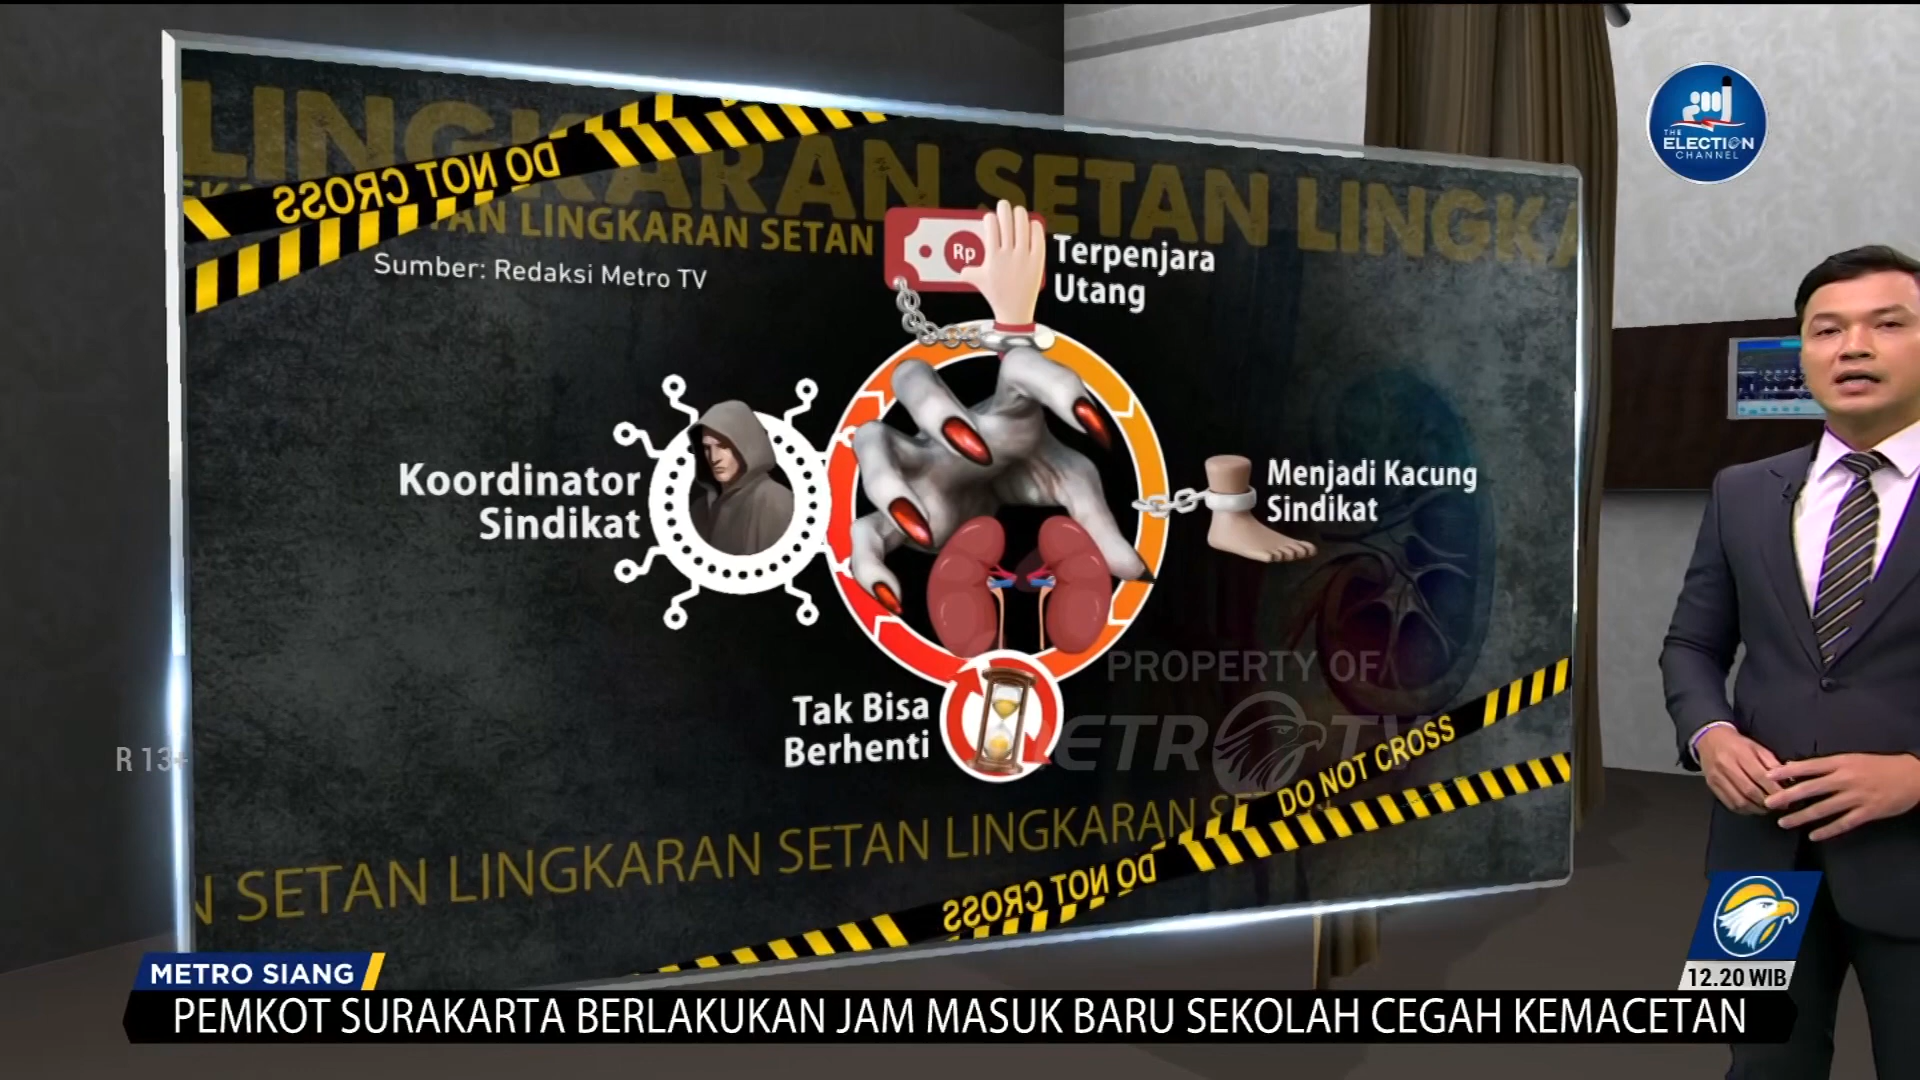 LINGKARAN SETAN LINGKA
DO NOT CROSS
TAN LINGKARAN SETAN
Sumber: Redaksi Metro TV
Rp
Terpenjara
Utang
THE
ELECTION
CHANNEL
Koordinator
Sindikat
Menjadi Kacung
Sindikat
Tak Bisa
Berhenti
PROPERTY OF
METRO TV
R 13+
DO NOT CROSS
N SETAN LINGKARAN SETAN LINGKARAN SE
DO NOT CROSS
METRO SIANG
12.20 WIB
PEMKOT SURAKARTA BERLAKUKAN JAM MASUK BARU SEKOLAH CEGAH KEMACETAN